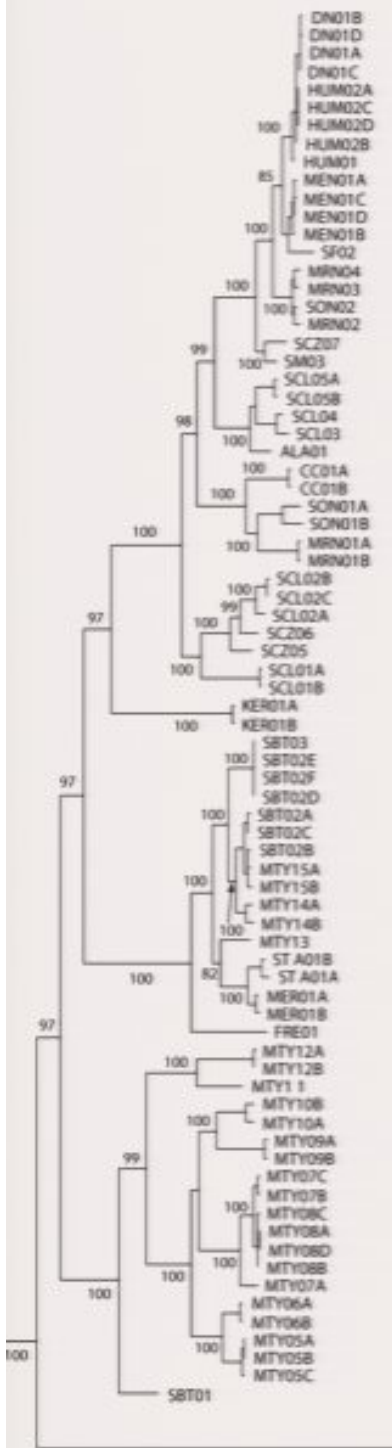 DN01B
DN01D
DN01A
DN01C
HUM02A
HUM02C
HUM02D
100
HUM02B
HUM01
85
MEN01A
MEN01C
MEN01D
100
MEN01B
SF02
MRN04
100
MRN03
SON02
100
MRN02
SCZ07
99
100
SM03
SCL05A
SCL05B
98
SCL04
100
SCL03
ALA01
100
CC01A
CC01B
100
SON01A
100
SON01B
100
MRN01A
MRN01B
100
SCL02B
SCL02C
99
SCL02A
97
SCZ06
SCZ05
100
SCL01A
SCL01B
KER01A
100
KER01B
SBT03
100
SBT02E
SBT02F
97
SBT02D
SBT02A
SBT02C
SBT02B
100
MTY15A
MTY15B
MTY14A
100
MTY14B
MTY13
ST A01B
100
82
ST A01A
100
MER01A
MER01B
97
FRE01
100
MTY12A
MTY12B
MTY1 1
100
MTY10B
MTY10A
99
MTY09A
100
MTY09B
MTY07C
MTY07B
100
MTY08C
MTY08A
100
MTY08D
100
MTY08B
MTY07A
100
MTY06A
MTY06B
100
MTY05A
MTY05B
MTY05C
100
SBT01